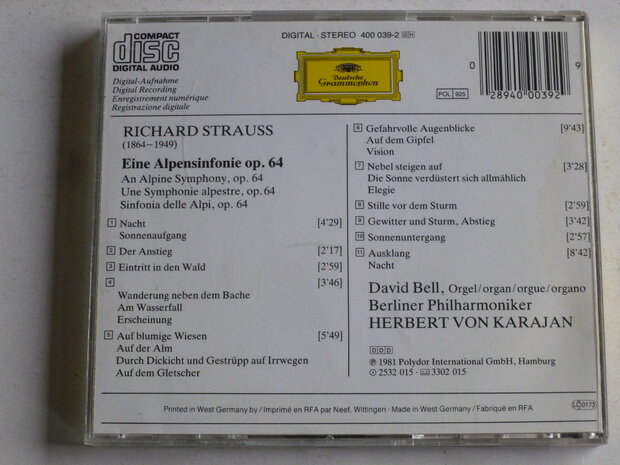 COMPACT
disc
DIGITAL AUDIO
DIGITAL · STEREO 400 039-2 GH
Digital-Aufnahme
Digital Recording
Enregistrement numérique
Registrazione digitale
Deutsche
Grammophon
POL 925
0 28940 00392 9
RICHARD STRAUSS
(1864–1949)
Eine Alpensinfonie op. 64
An Alpine Symphony, op. 64
Une Symphonie alpestre, op. 64
Sinfonia delle Alpi, op. 64
1 Nacht [4'29]
Sonnenaufgang
2 Der Anstieg [2'17]
3 Eintritt in den Wald [2'59]
4 [3'46]
Wanderung neben dem Bache
Am Wasserfall
Erscheinung
5 Auf blumige Wiesen [5'49]
Auf der Alm
Durch Dickicht und Gestrüpp auf Irrwegen
Auf dem Gletscher
6 Gefahrvolle Augenblicke [9'43]
Auf dem Gipfel
Vision
7 Nebel steigen auf [3'28]
Die Sonne verdüstert sich allmählich
Elegie
8 Stille vor dem Sturm [2'59]
9 Gewitter und Sturm, Abstieg [3'42]
10 Sonnenuntergang [2'57]
11 Ausklang [8'42]
Nacht
David Bell, Orgel/organ/orgue/organo
Berliner Philharmoniker
HERBERT VON KARAJAN
DDD
℗ 1981 Polydor International GmbH, Hamburg
2532 015 · 3302 015
Printed in West Germany by / Imprimé en RFA par Neef, Wittingen · Made in West Germany / Fabriqué en RFA
LC 0173